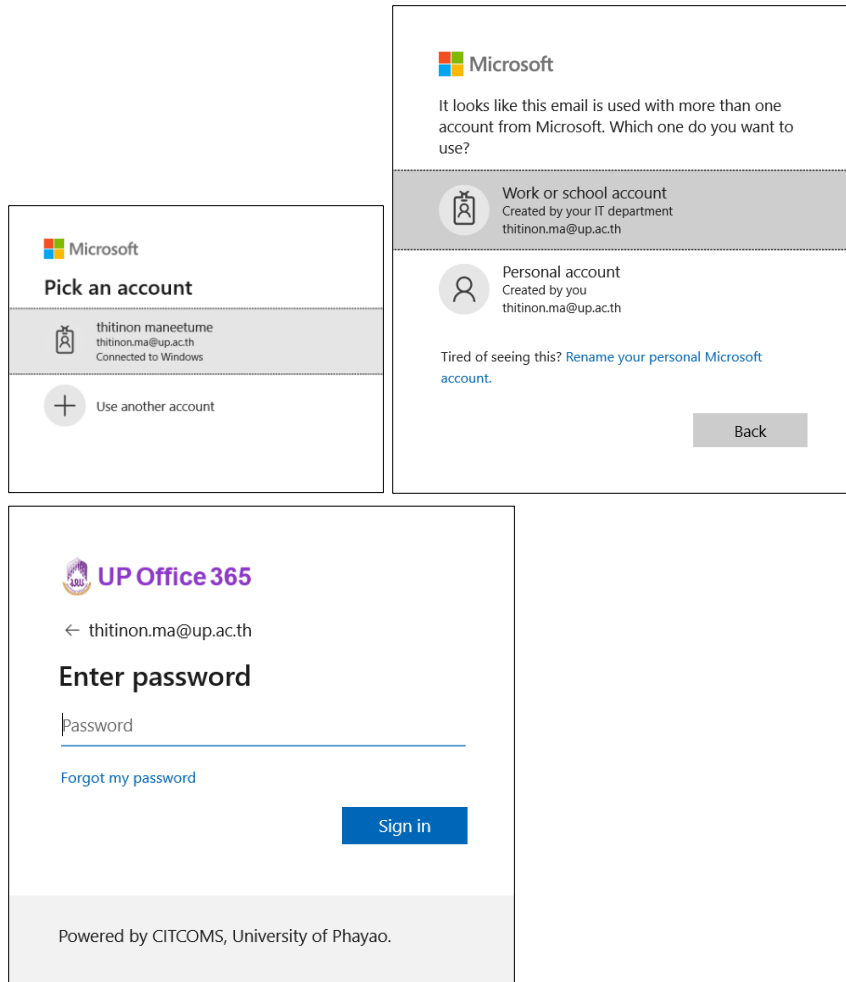 Microsoft
Pick an account
thitinon maneetume
thitinon.ma@up.ac.th
Connected to Windows
Use another account
Microsoft
It looks like this email is used with more than one
account from Microsoft. Which one do you want to
use?
Work or school account
Created by your IT department
thitinon.ma@up.ac.th
Personal account
Created by you
thitinon.ma@up.ac.th
Tired of seeing this? Rename your personal Microsoft
account.
Back
UP Office 365
thitinon.ma@up.ac.th
Enter password
Password
Forgot my password
Sign in
Powered by CITCOMS, University of Phayao.